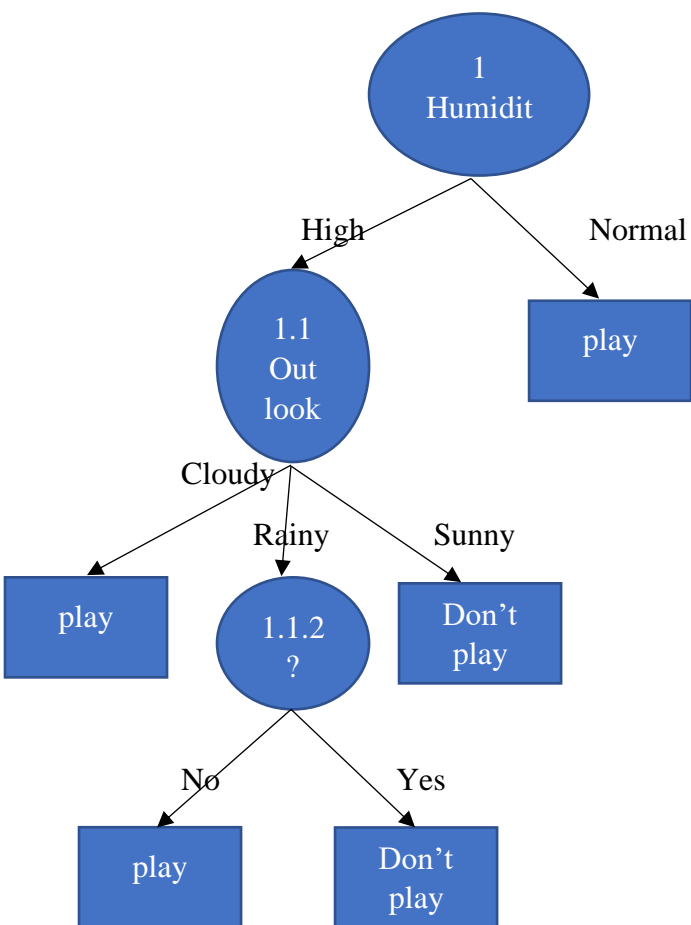 1
Humidit
High
Normal
1.1
Out
look
play
Cloudy
Rainy
Sunny
play
1.1.2
?
Don’t
play
No
Yes
play
Don’t
play